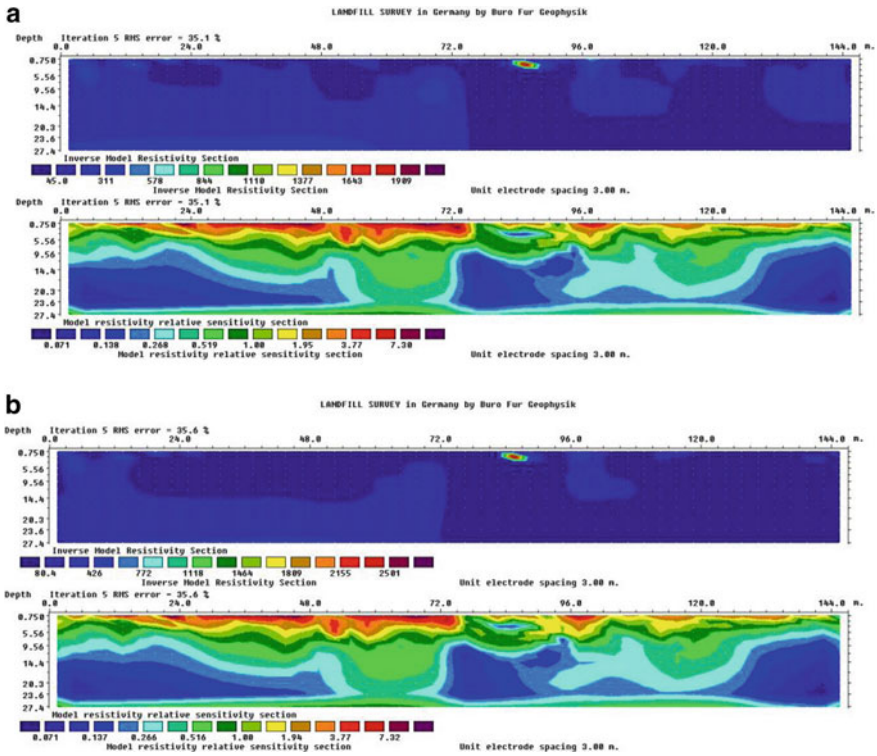 a
LANDFILL SURVEY in Germany by Buro Fur Geophysik
Depth Iteration 5 RMS error = 35.1 %
0.0 24.0 48.0 72.0 96.0 120.0 144.0 m.
0.750
5.56
9.56
14.4
20.3
23.6
27.4
Inverse Model Resistivity Section
45.0 311 578 844 1110 1377 1643 1909
Inverse Model Resistivity Section Unit electrode spacing 3.00 m.
Depth Iteration 5 RMS error = 35.1 %
0.0 24.0 48.0 72.0 96.0 120.0 144.0 m.
0.750
5.56
9.56
14.4
20.3
23.6
27.4
Model resistivity relative sensitivity section
0.071 0.138 0.268 0.519 1.00 1.95 3.77 7.30
Model resistivity relative sensitivity section Unit electrode spacing 3.00 m.
b
LANDFILL SURVEY in Germany by Buro Fur Geophysik
Depth Iteration 5 RMS error = 35.6 %
0.0 24.0 48.0 72.0 96.0 120.0 144.0 m.
0.750
5.56
9.56
14.4
20.3
23.6
27.4
Inverse Model Resistivity Section
80.4 426 772 1118 1464 1809 2155 2501
Inverse Model Resistivity Section Unit electrode spacing 3.00 m.
Depth Iteration 5 RMS error = 35.6 %
0.0 24.0 48.0 72.0 96.0 120.0 144.0 m.
0.750
5.56
9.56
14.4
20.3
23.6
27.4
Model resistivity relative sensitivity section
0.071 0.137 0.266 0.516 1.00 1.94 3.77 7.32
Model resistivity relative sensitivity section Unit electrode spacing 3.00 m.